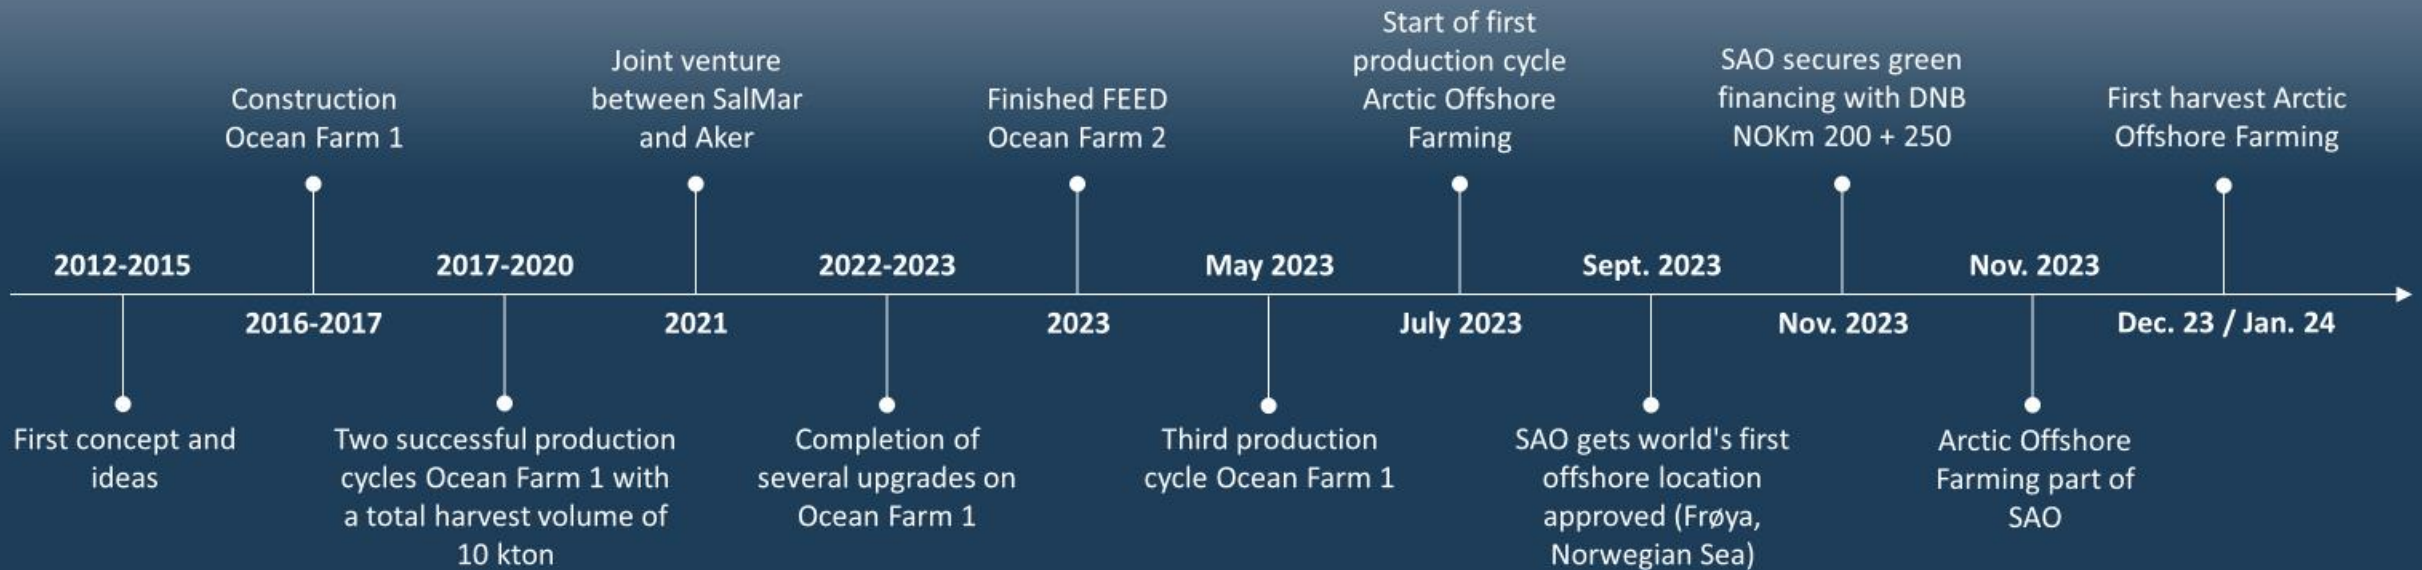 2012-2015
First concept and
ideas
Construction
Ocean Farm 1
2016-2017
2017-2020
Two successful production
cycles Ocean Farm 1 with
a total harvest volume of
10 kton
Joint venture
between SalMar
and Aker
2021
2022-2023
Completion of
several upgrades on
Ocean Farm 1
Finished FEED
Ocean Farm 2
2023
May 2023
Third production
cycle Ocean Farm 1
Start of first
production cycle
Arctic Offshore
Farming
July 2023
Sept. 2023
SAO gets world's first
offshore location
approved (Frøya,
Norwegian Sea)
SAO secures green
financing with DNB
NOKm 200 + 250
Nov. 2023
Nov. 2023
Arctic Offshore
Farming part of
SAO
First harvest Arctic
Offshore Farming
Dec. 23 / Jan. 24